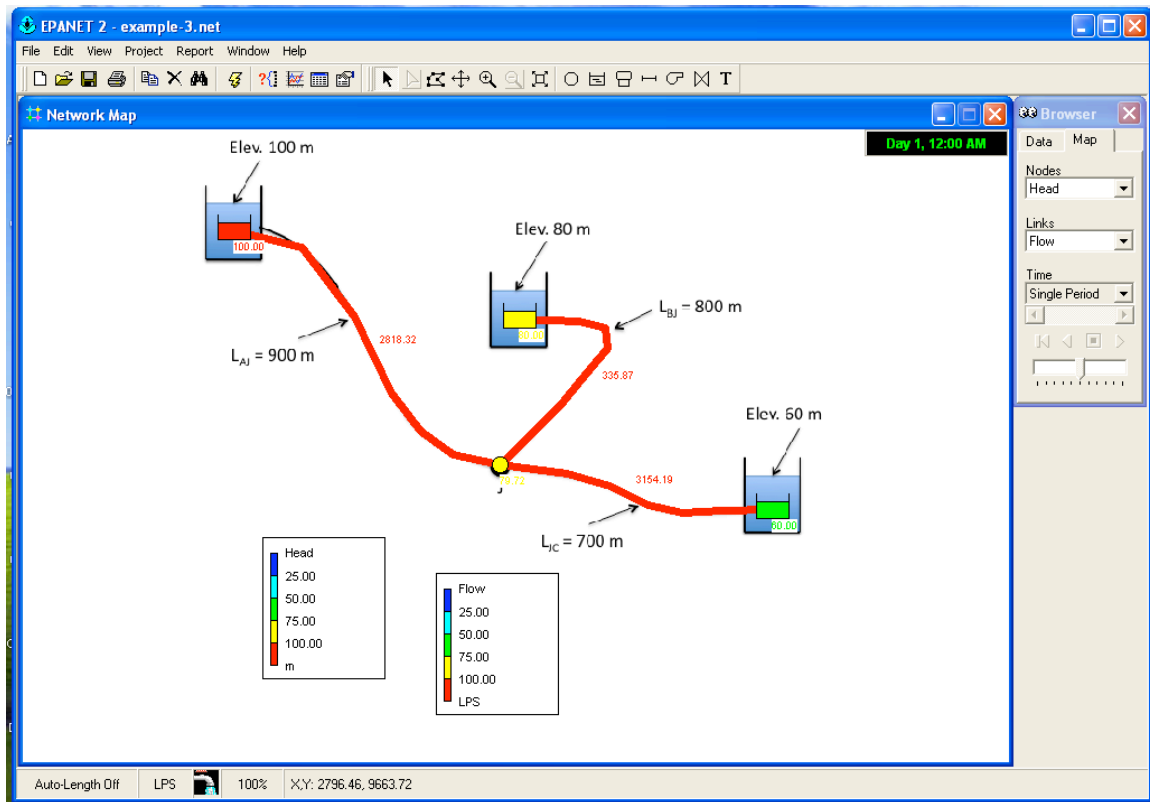 EPANET 2 - example-3.net
File Edit View Project Report Window Help
T
Network Map
Day 1, 12:00 AM
Elev. 100 m
100.00
Elev. 80 m
80.00
L_BJ = 800 m
2818.32
L_AJ = 900 m
335.87
Elev. 60 m
J
3154.19
60.00
L_JC = 700 m
Head
25.00
50.00
75.00
100.00
m
Flow
25.00
50.00
75.00
100.00
LPS
Browser
Data Map
Nodes
Head
Links
Flow
Time
Single Period
Auto-Length Off LPS 100% X,Y: 2796.46, 9663.72